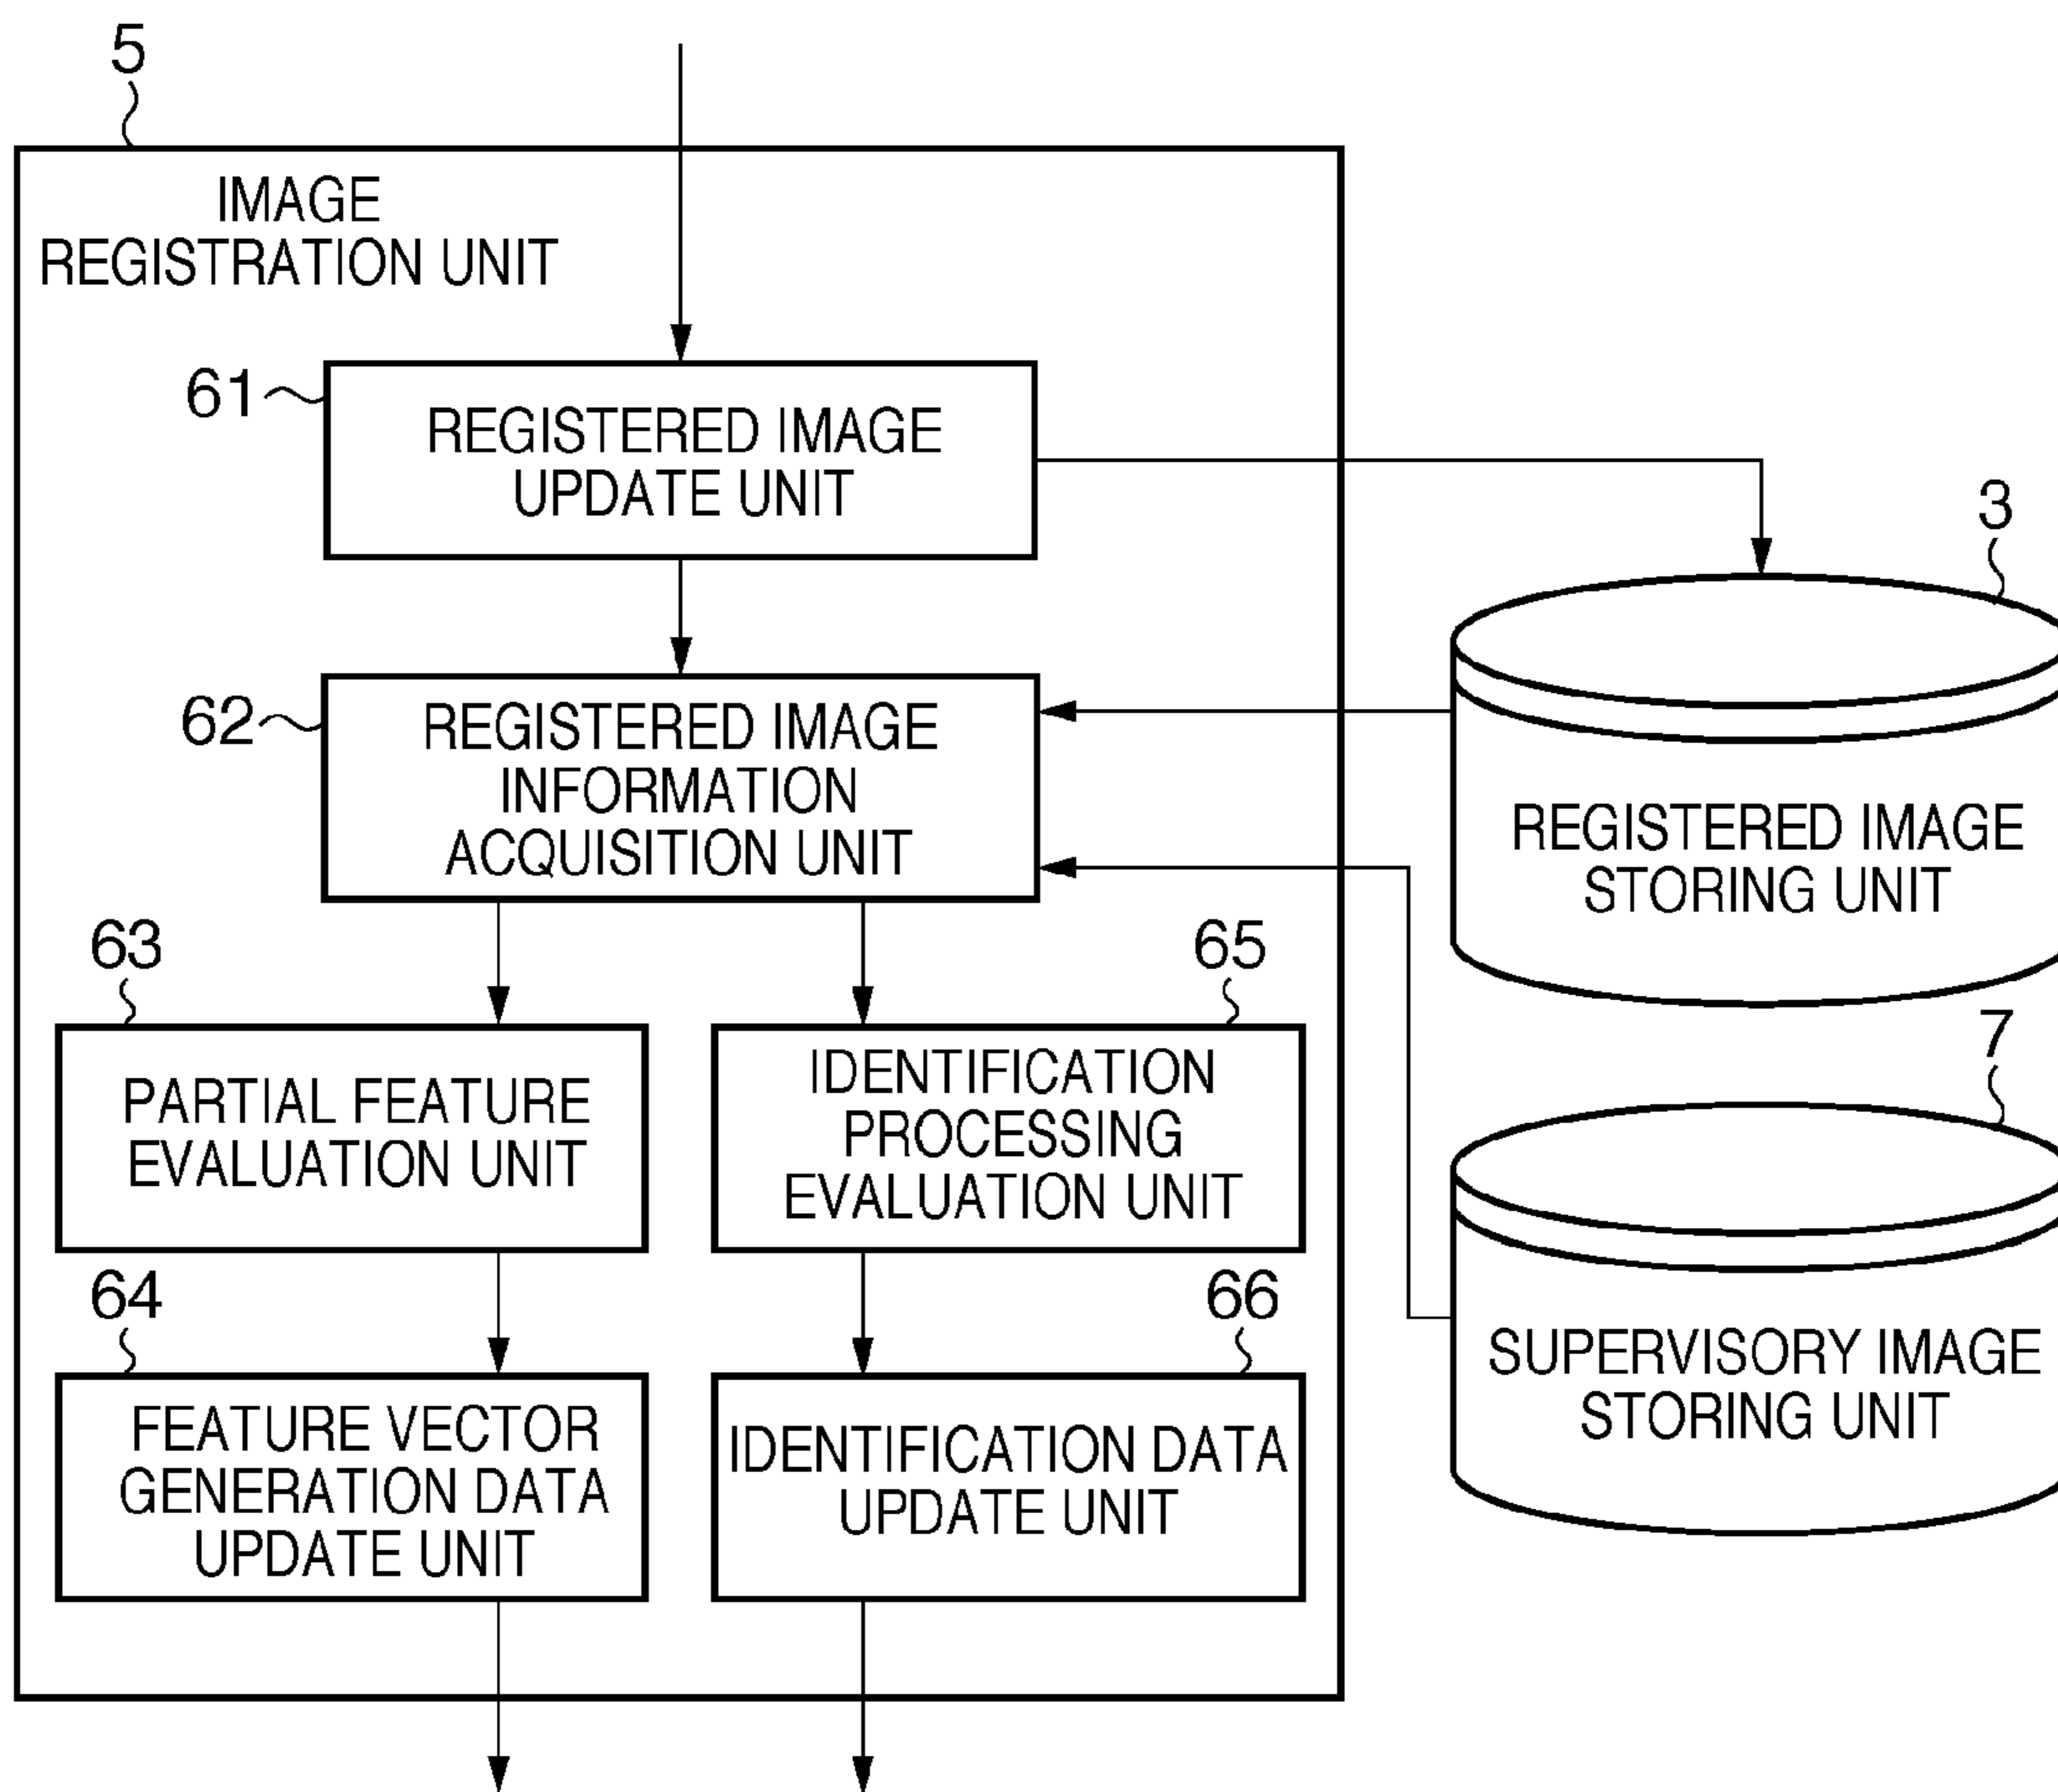 5
IMAGE
REGISTRATION UNIT
61
REGISTERED IMAGE
UPDATE UNIT
3
62
REGISTERED IMAGE
INFORMATION
ACQUISITION UNIT
REGISTERED IMAGE
STORING UNIT
63
65
PARTIAL FEATURE
EVALUATION UNIT
IDENTIFICATION
PROCESSING
EVALUATION UNIT
7
64
66
FEATURE VECTOR
GENERATION DATA
UPDATE UNIT
IDENTIFICATION DATA
UPDATE UNIT
SUPERVISORY IMAGE
STORING UNIT